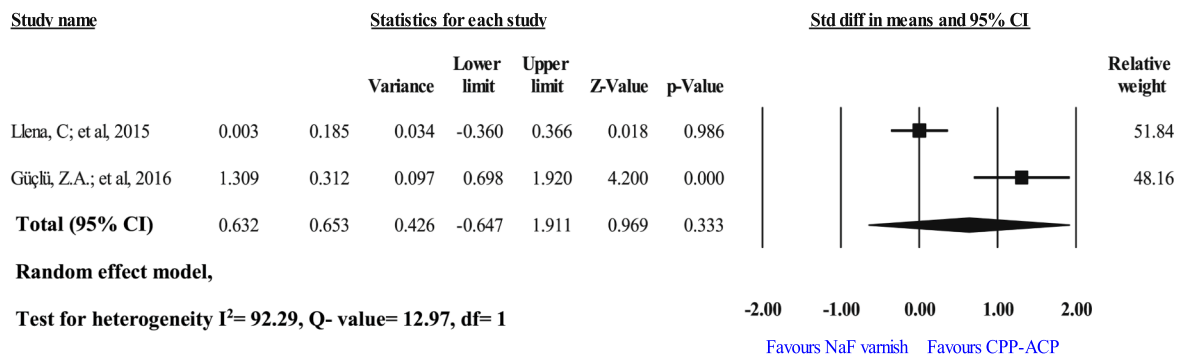 Study name Statistics for each study Std diff in means and 95% CI
Lower Upper Relative
Variance limit limit Z-Value p-Value weight
Llena, C; et al, 2015 0.003 0.185 0.034 -0.360 0.366 0.018 0.986 51.84
Güçlü, Z.A.; et al, 2016 1.309 0.312 0.097 0.698 1.920 4.200 0.000 48.16
Total (95% CI) 0.632 0.653 0.426 -0.647 1.911 0.969 0.333
Random effect model,
Test for heterogeneity I²= 92.29, Q- value= 12.97, df= 1
-2.00 -1.00 0.00 1.00 2.00
Favours NaF varnish Favours CPP-ACP